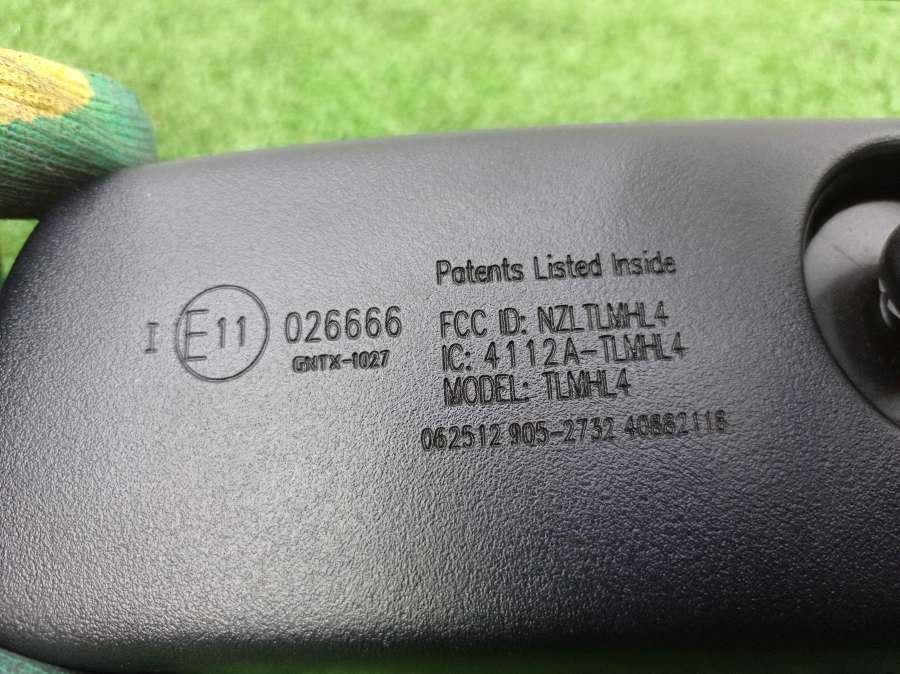 Patents Listed Inside
I E11 026666
GNTX-1027
FCC ID: NZLTLMHL4
IC: 4112A-TLMHL4
MODEL: TLMHL4
062512 905-2732 40882118